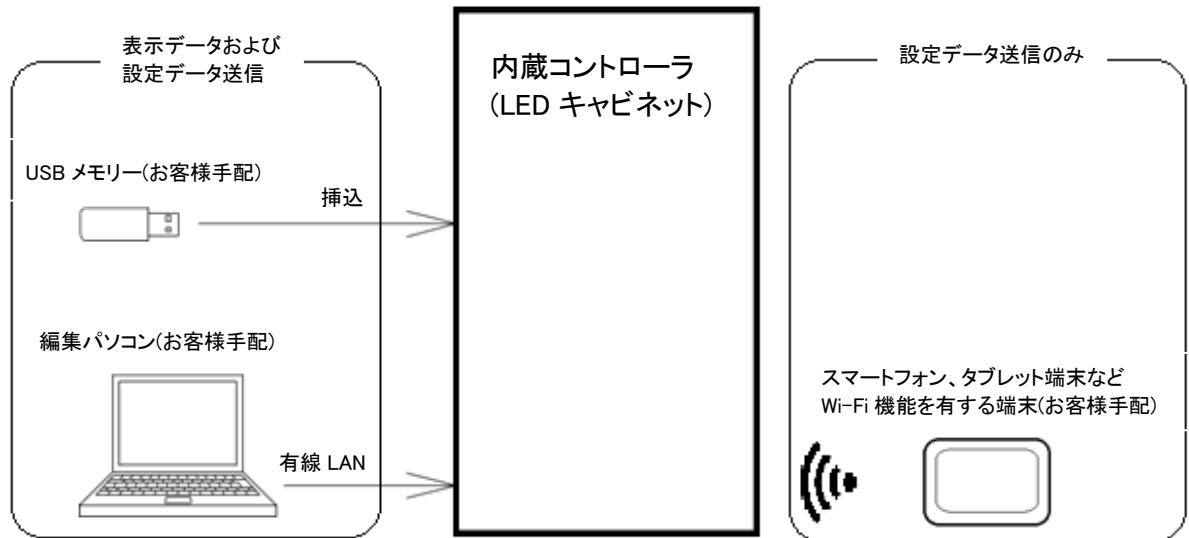 表示データおよび
設定データ送信
USB メモリー(お客様手配)
挿込
編集パソコン(お客様手配)
有線 LAN
内蔵コントローラ
(LED キャビネット)
設定データ送信のみ
スマートフォン、タブレット端末など
Wi-Fi 機能を有する端末(お客様手配)